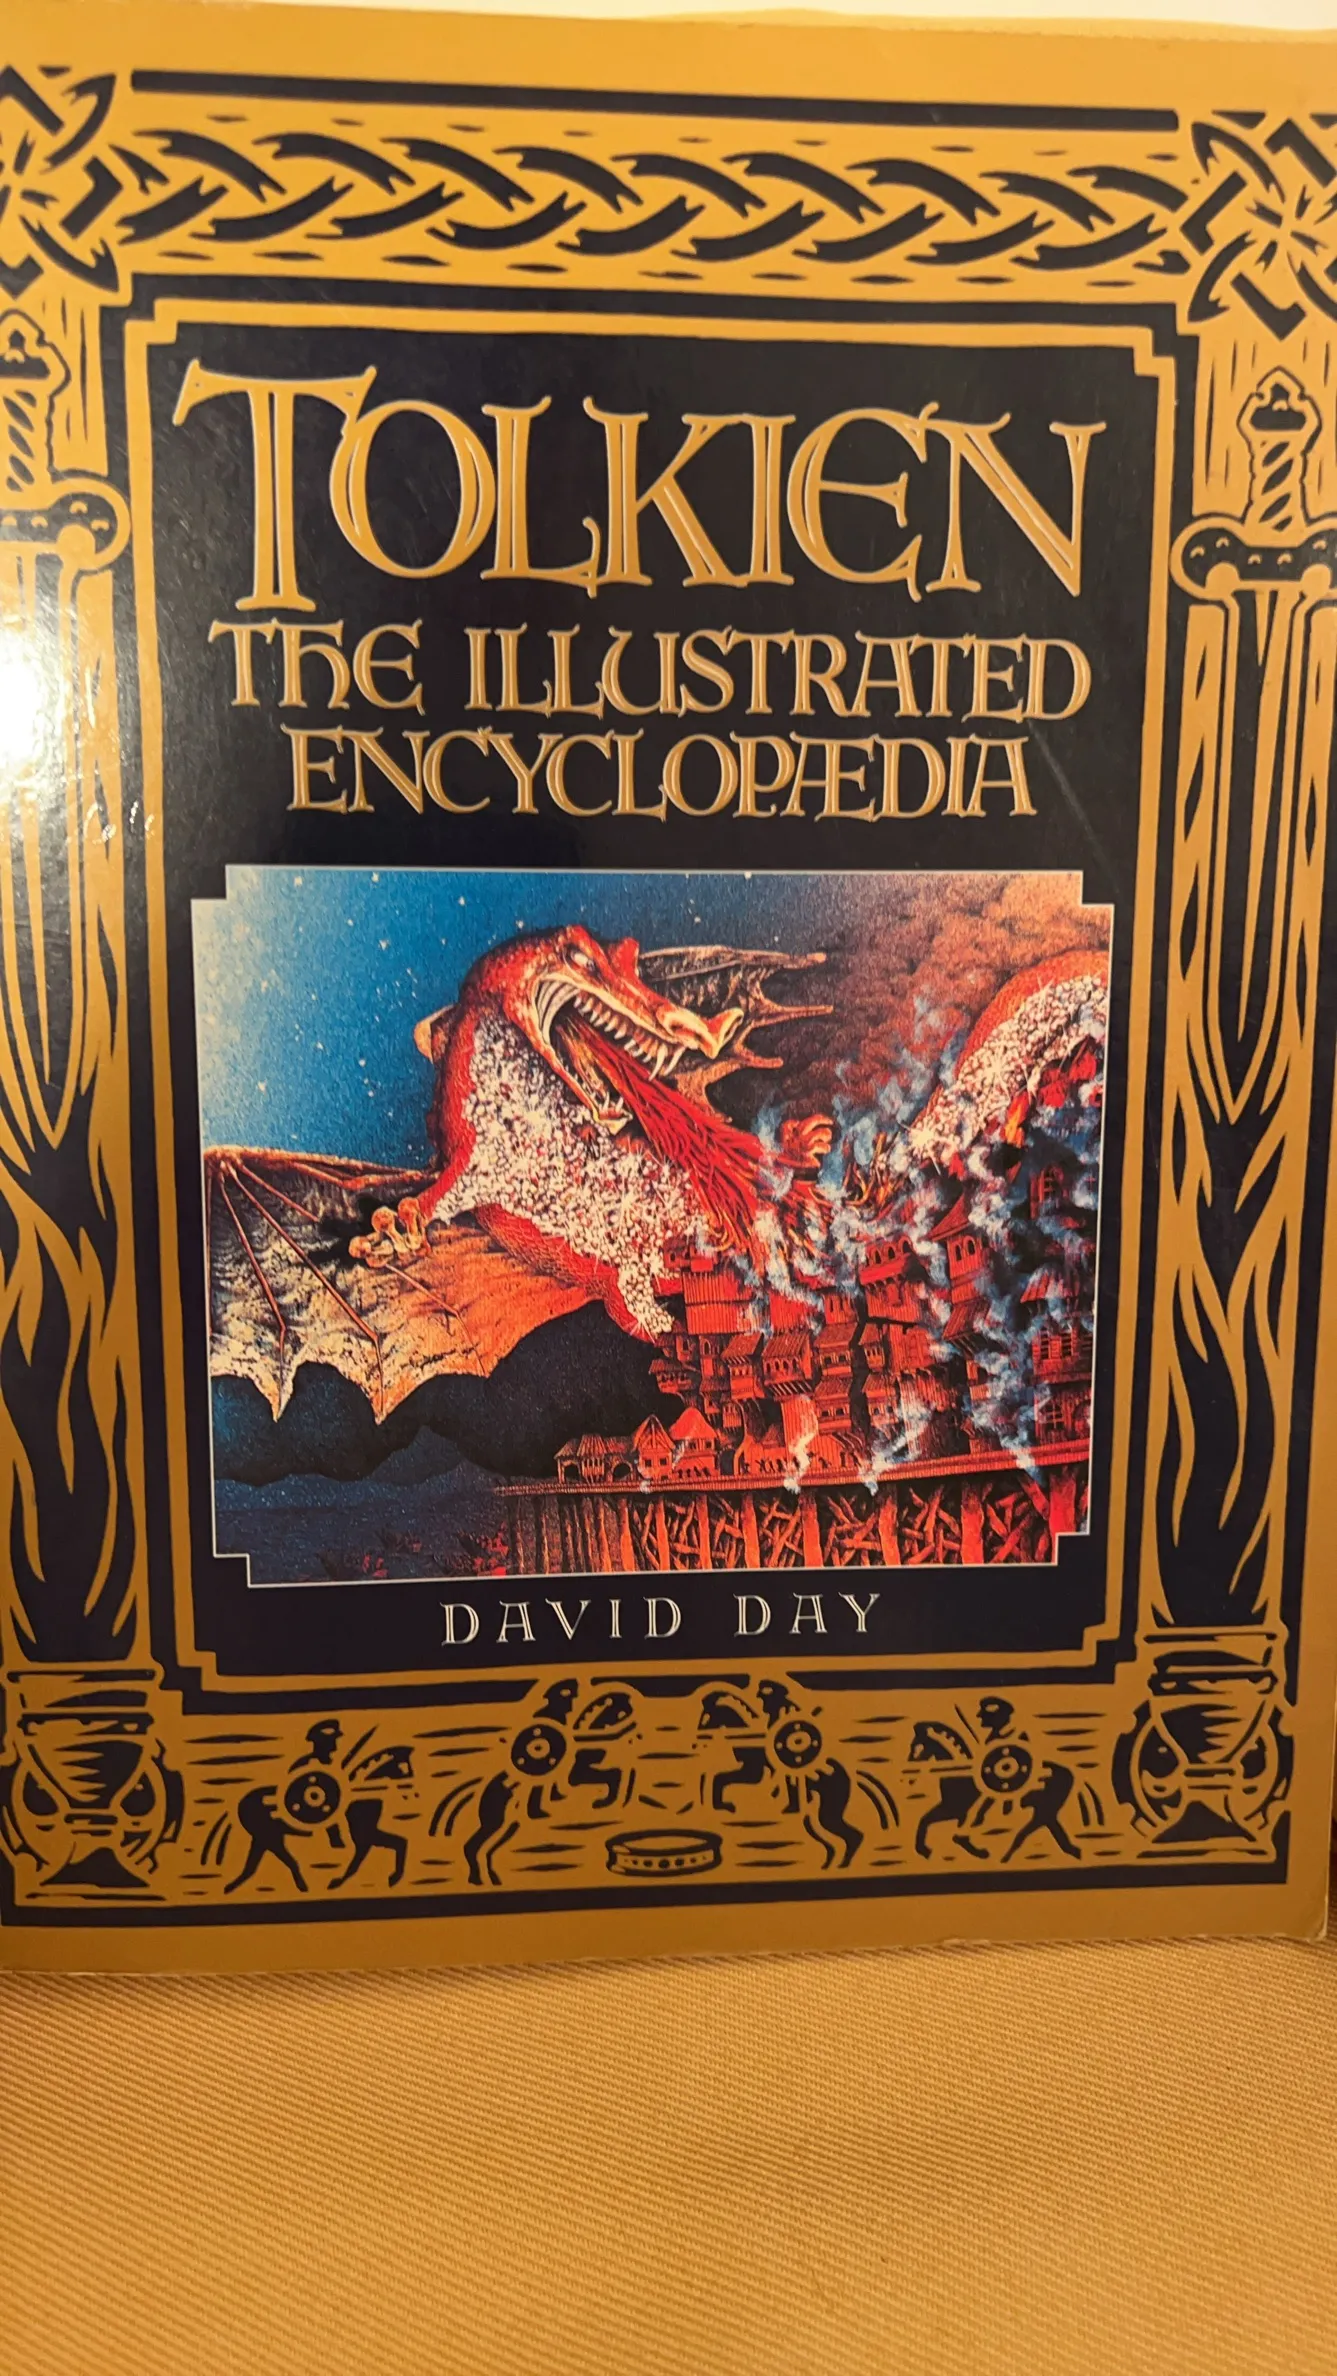 TOLKIEN
THE ILLUSTRATED
ENCYCLOPÆDIA
DAVID DAY